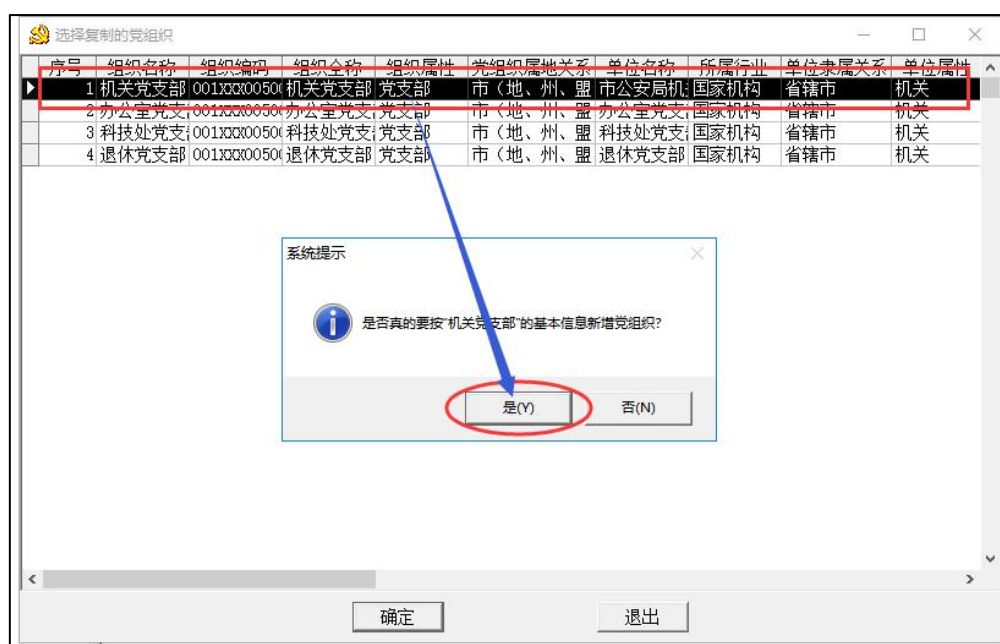 选择复制的党组织
序号 组织名称 组织编码 组织全称 组织属性 党组织属地关系 单位名称 所属行业 单位隶属关系 单位属性
1 机关党支部 001XXX0050 机关党支部 党支部 市（地、州、盟 市公安局机 国家机构 省辖市 机关
2 办公室党支 001XXX0050 办公室党支 党支部 市（地、州、盟 办公室党支 国家机构 省辖市 机关
3 科技处党支 001XXX0050 科技处党支 党支部 市（地、州、盟 科技处党支 国家机构 省辖市 机关
4 退休党支部 001XXX0050 退休党支部 党支部 市（地、州、盟 退休党支部 国家机构 省辖市 机关
系统提示
是否真的要按"机关党支部"的基本信息新增党组织?
是(Y) 否(N)
确定 退出